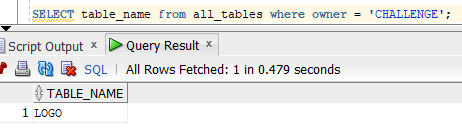 SELECT table_name from all_tables where owner = 'CHALLENGE';
Script Output x Query Result x
SQL | All Rows Fetched: 1 in 0.479 seconds
TABLE_NAME
1 LOGO